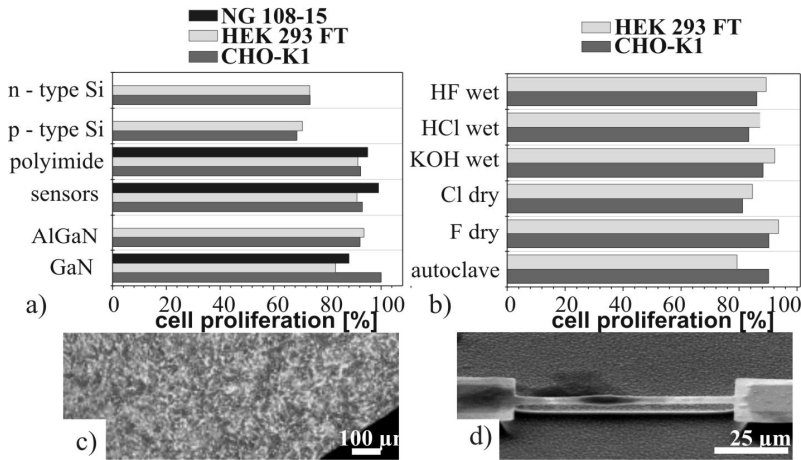 NG 108-15
HEK 293 FT
CHO-K1
n - type Si
p - type Si
polyimide
sensors
AlGaN
GaN
0 20 40 60 80 100
a)
cell proliferation [%]
HEK 293 FT
CHO-K1
HF wet
HCl wet
KOH wet
Cl dry
F dry
autoclave
0 20 40 60 80 100
b)
cell proliferation [%]
c)
100 µm
d)
25 µm